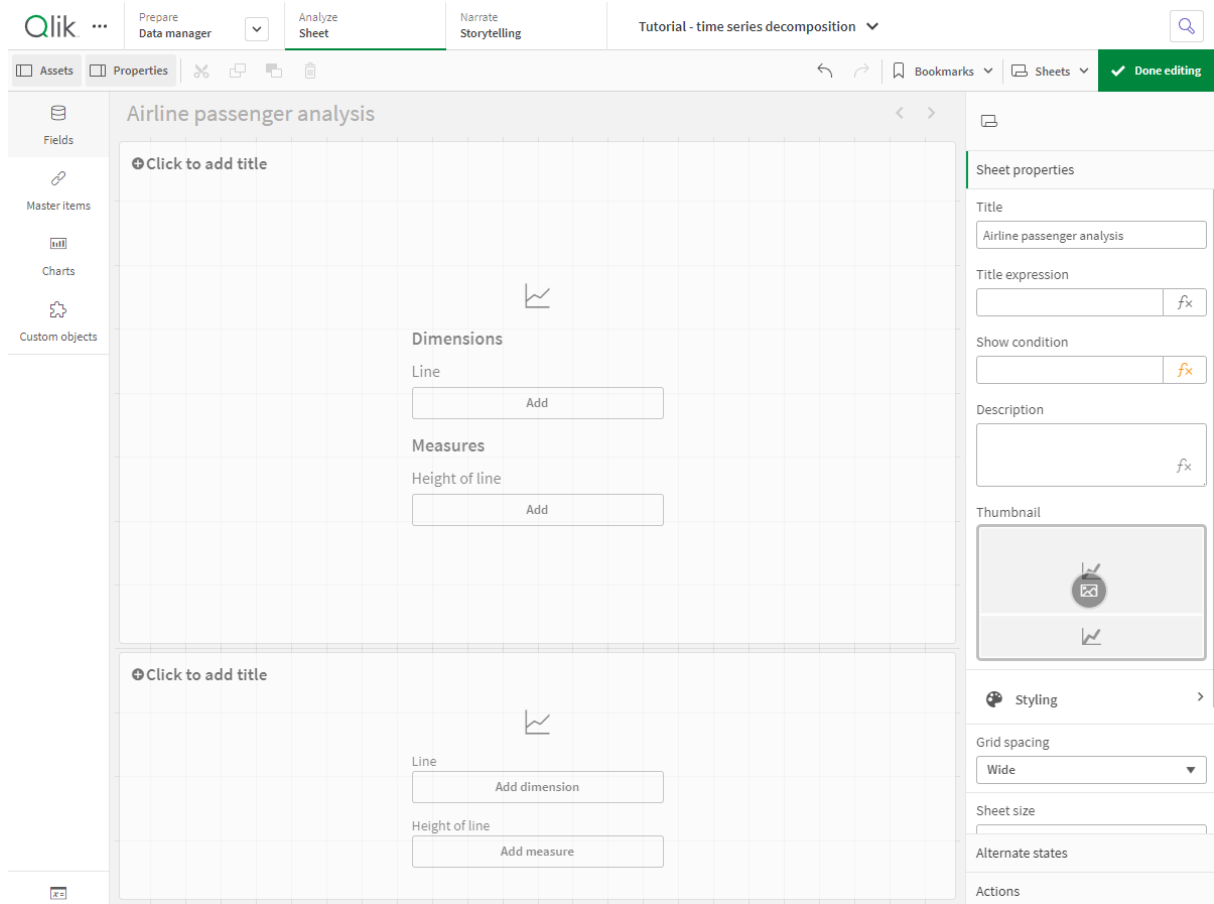 Qlik
Prepare
Data manager
Analyze
Sheet
Narrate
Storytelling
Tutorial - time series decomposition
Assets
Properties
Bookmarks
Sheets
Done editing
Fields
Master items
Charts
Custom objects
Airline passenger analysis
Click to add title
Dimensions
Line
Add
Measures
Height of line
Add
Click to add title
Line
Add dimension
Height of line
Add measure
Sheet properties
Title
Airline passenger analysis
Title expression
fx
Show condition
fx
Description
fx
Thumbnail
Styling
Grid spacing
Wide
Sheet size
Alternate states
Actions
x=